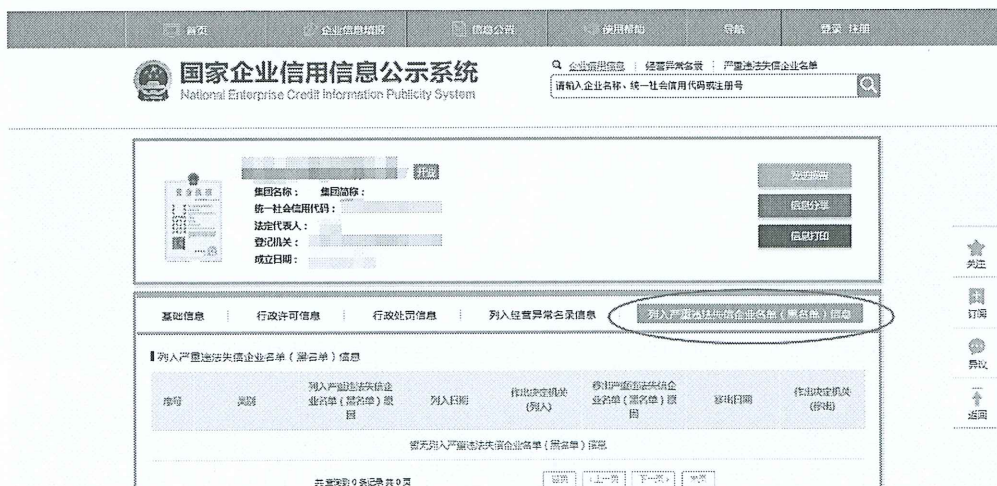 首页 企业信息填报 信息公告 使用帮助 导航 登录 注册
国家企业信用信息公示系统
National Enterprise Credit Information Publicity System
企业信用信息 | 经营异常名录 | 严重违法失信企业名单
请输入企业名称、统一社会信用代码或注册号
开业
营业执照
集团名称： 集团简称：
统一社会信用代码：
法定代表人：
登记机关：
成立日期：
发送报告
信息分享
信息打印
关注
订阅
异议
返回
基础信息 | 行政许可信息 | 行政处罚信息 | 列入经营异常名录信息 列入严重违法失信企业名单（黑名单）信息
列入严重违法失信企业名单（黑名单）信息
序号 类别 列入严重违法失信企业名单（黑名单）原因 列入日期 作出决定机关(列入) 移出严重违法失信企业名单（黑名单）原因 移出日期 作出决定机关(移出)
暂无列入严重违法失信企业名单（黑名单）信息
共查询到 0 条记录 共 0 页 首页 ‹上一页 下一页› 末页